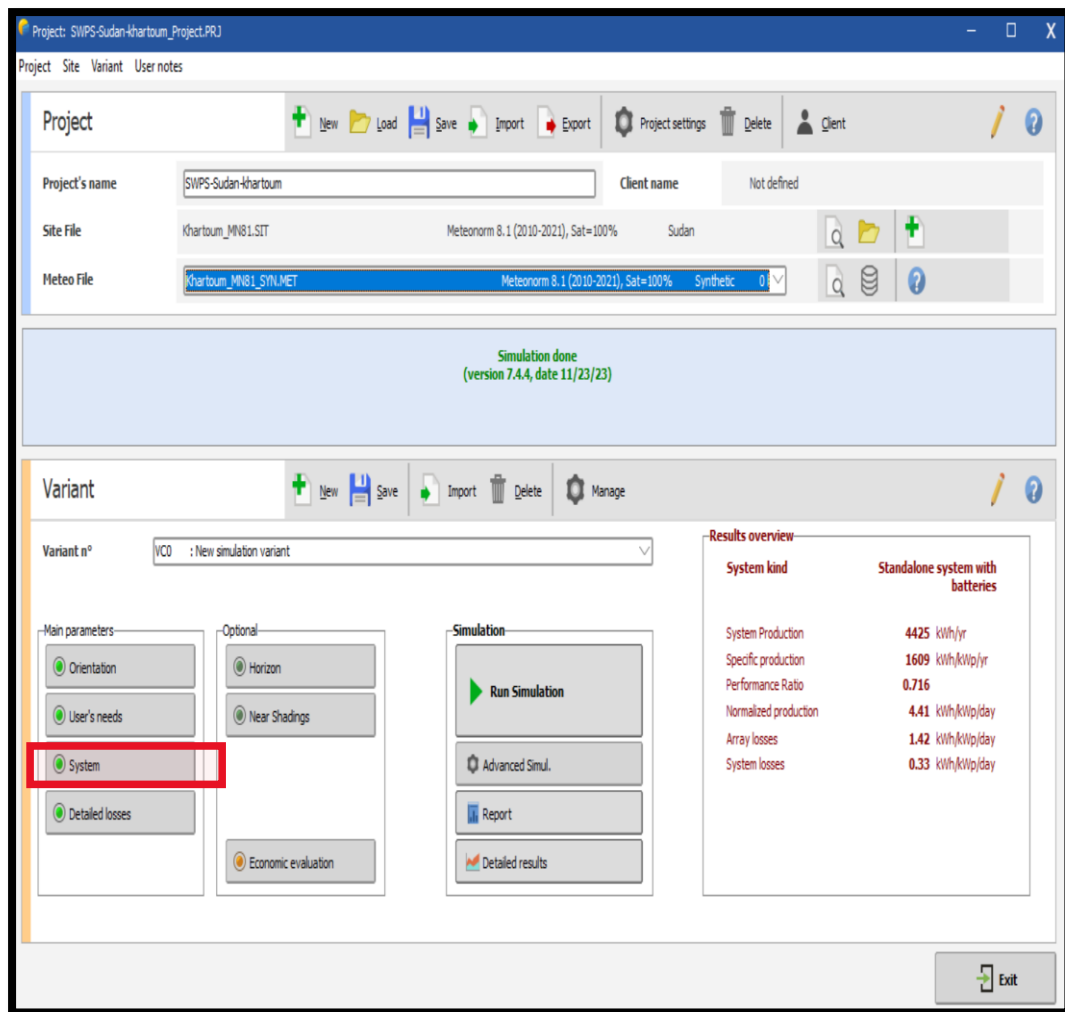 Project: SWPS-Sudan-khartoum_Project.PRJ
Project Site Variant User notes
Project New Load Save Import Export Project settings Delete Client
Project's name SWPS-Sudan-khartoum Client name Not defined
Site File Khartoum_MN81.SIT Meteonorm 8.1 (2010-2021), Sat=100% Sudan
Meteo File Khartoum_MN81_SYN.MET Meteonorm 8.1 (2010-2021), Sat=100% Synthetic 0
Simulation done
(version 7.4.4, date 11/23/23)
Variant New Save Import Delete Manage
Variant n° VC0 : New simulation variant
Results overview
System kind Standalone system with
batteries
Main parameters
Orientation
User's needs
System
Detailed losses
Optional
Horizon
Near Shadings
Economic evaluation
Simulation
Run Simulation
Advanced Simul.
Report
Detailed results
System Production 4425 kWh/yr
Specific production 1609 kWh/kWp/yr
Performance Ratio 0.716
Normalized production 4.41 kWh/kWp/day
Array losses 1.42 kWh/kWp/day
System losses 0.33 kWh/kWp/day
Exit